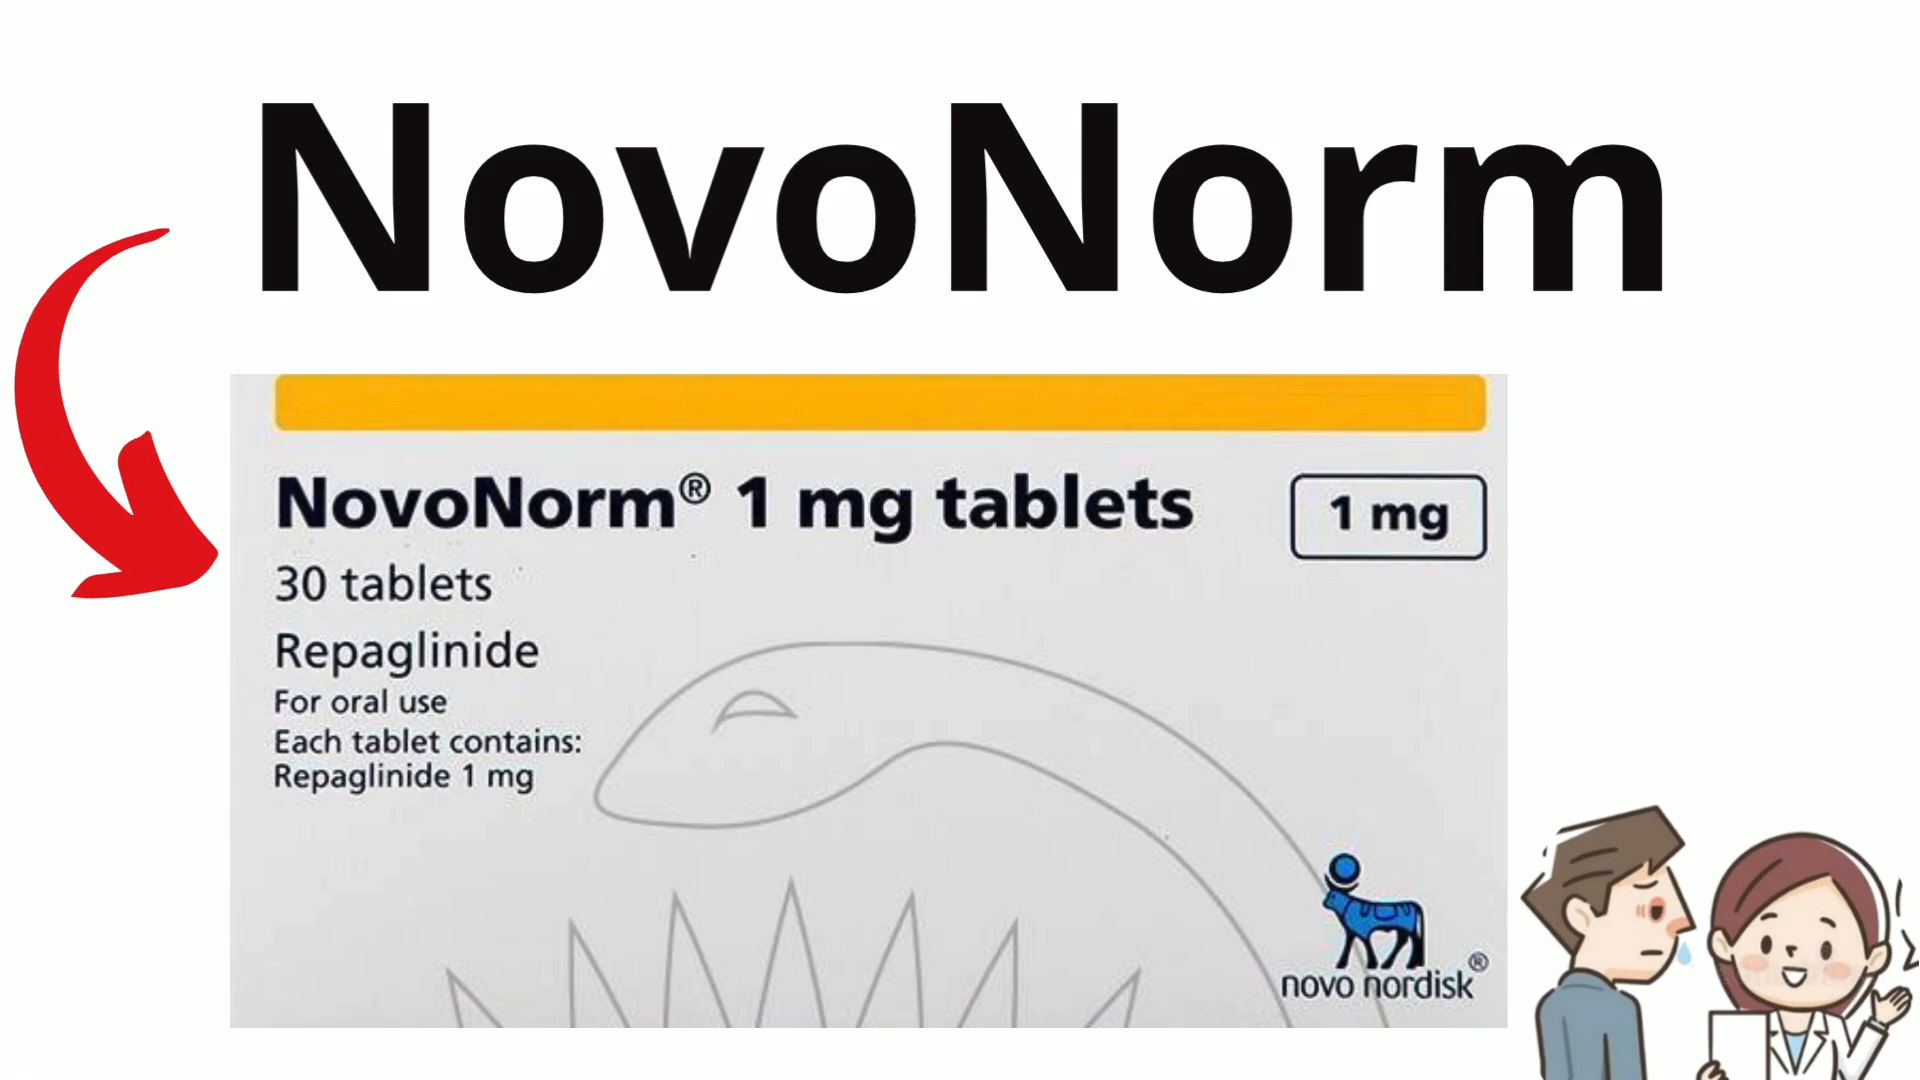 NovoNorm
NovoNorm® 1 mg tablets
1 mg
30 tablets
Repaglinide
For oral use
Each tablet contains:
Repaglinide 1 mg
novo nordisk®